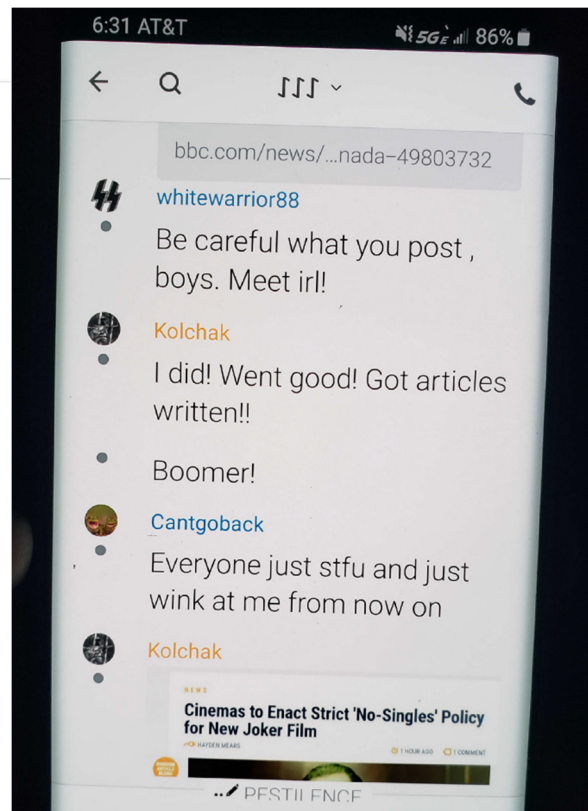 6:31 AT&T
5GE 86%
bbc.com/news/...nada-49803732
whitewarrior88
Be careful what you post ,
boys. Meet irl!
Kolchak
I did! Went good! Got articles
written!!
Boomer!
Cantgoback
Everyone just stfu and just
wink at me from now on
Kolchak
NEWS
Cinemas to Enact Strict 'No-Singles' Policy
for New Joker Film
HAYDEN MEARS
1 HOUR AGO 1 COMMENT
PESTILENCE